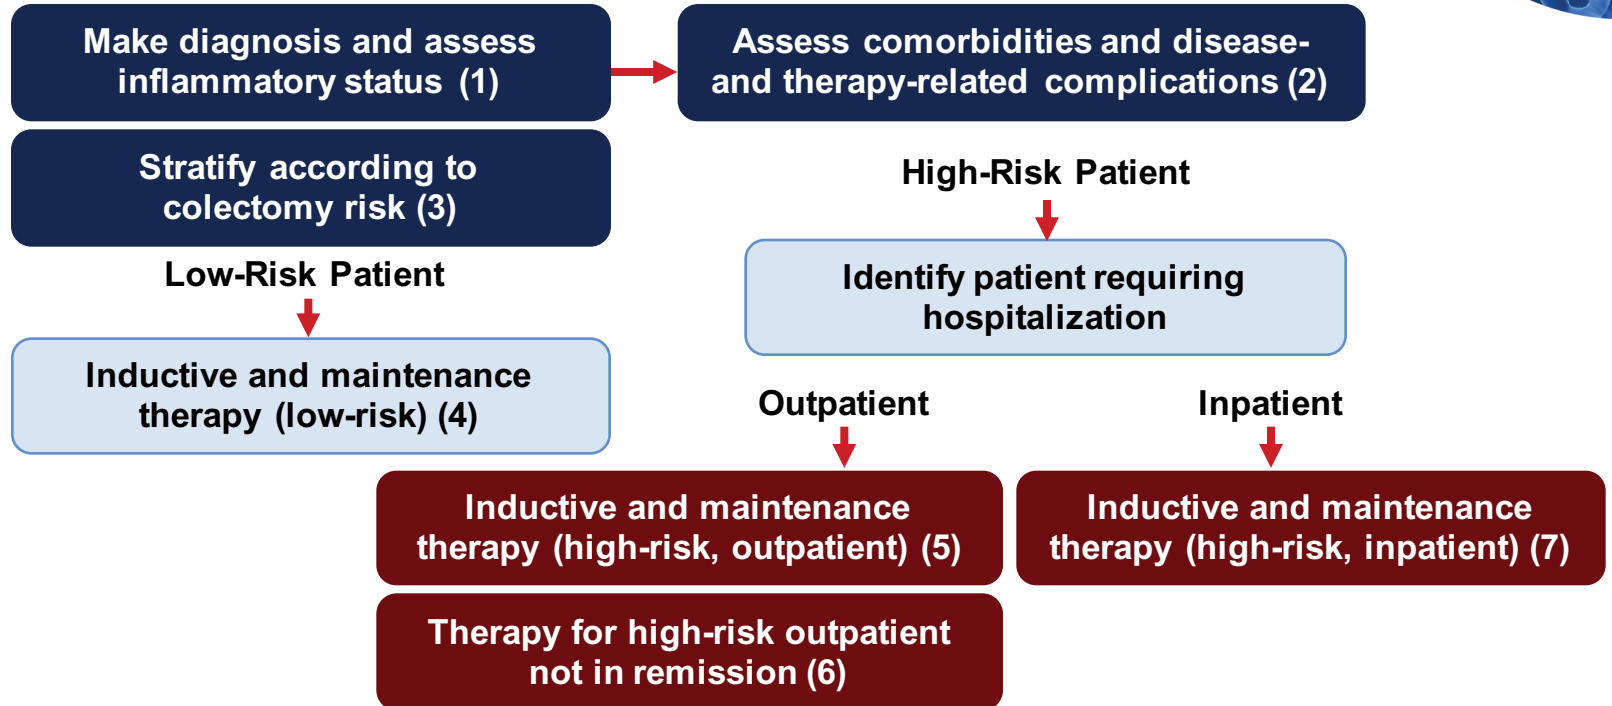 Make diagnosis and assess
inflammatory status (1)
Assess comorbidities and disease-
and therapy-related complications (2)
Stratify according to
colectomy risk (3)
High-Risk Patient
Low-Risk Patient
Identify patient requiring
hospitalization
Inductive and maintenance
therapy (low-risk) (4)
Outpatient
Inpatient
Inductive and maintenance
therapy (high-risk, outpatient) (5)
Inductive and maintenance
therapy (high-risk, inpatient) (7)
Therapy for high-risk outpatient
not in remission (6)